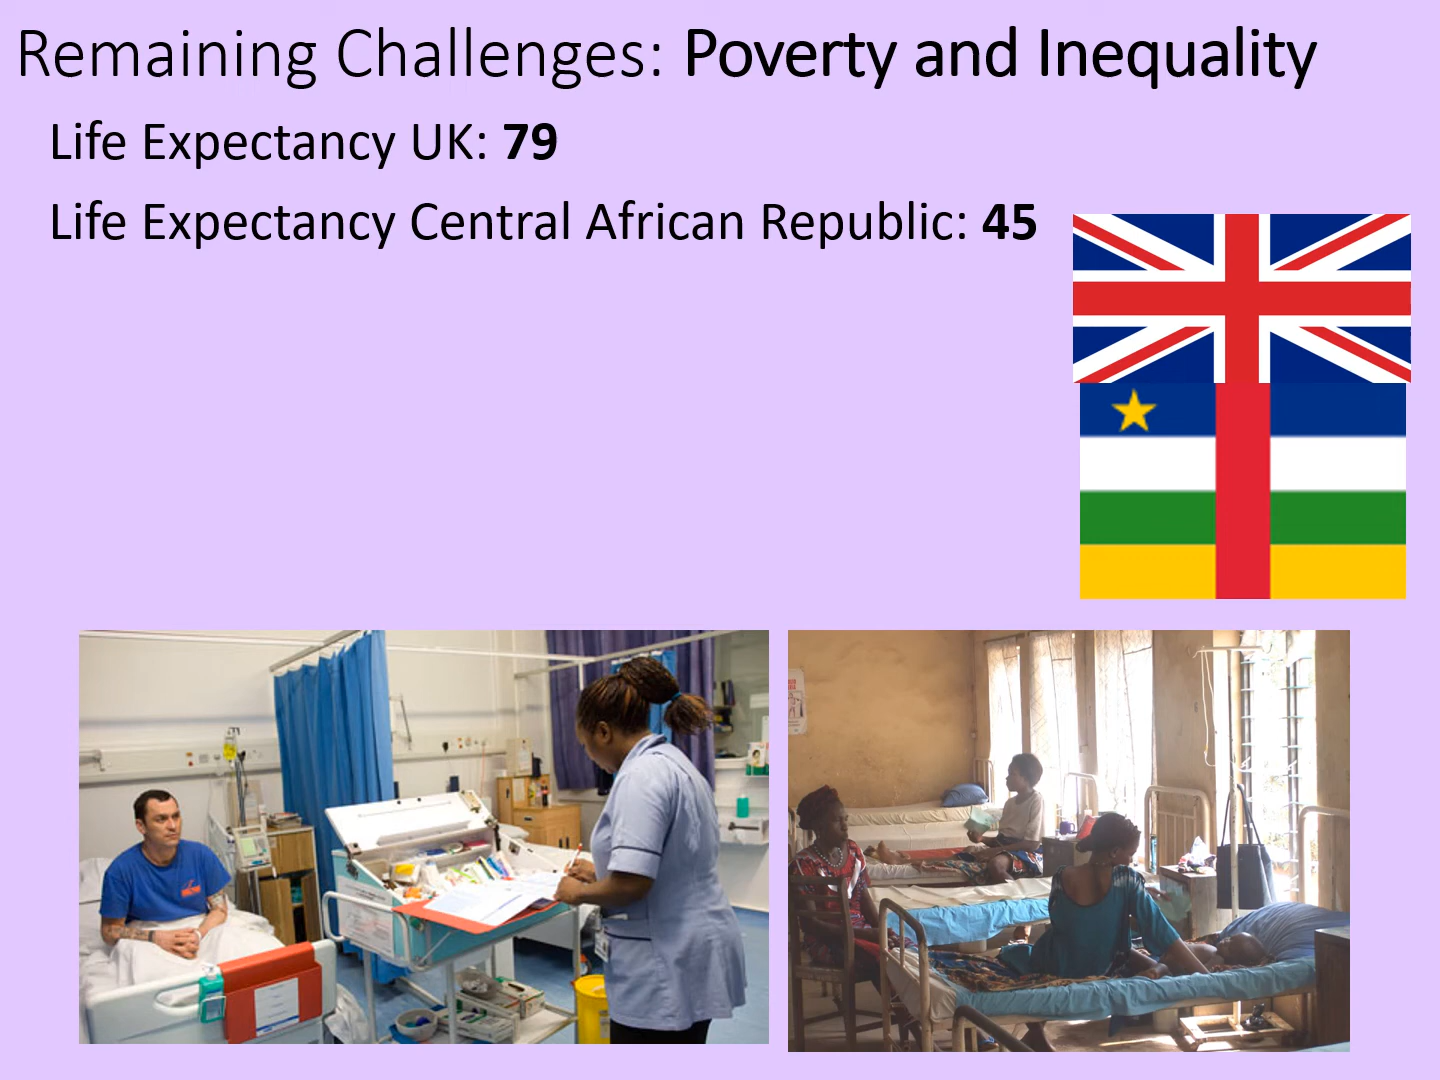 Remaining Challenges: Poverty and Inequality
Life Expectancy UK: 79
Life Expectancy Central African Republic: 45